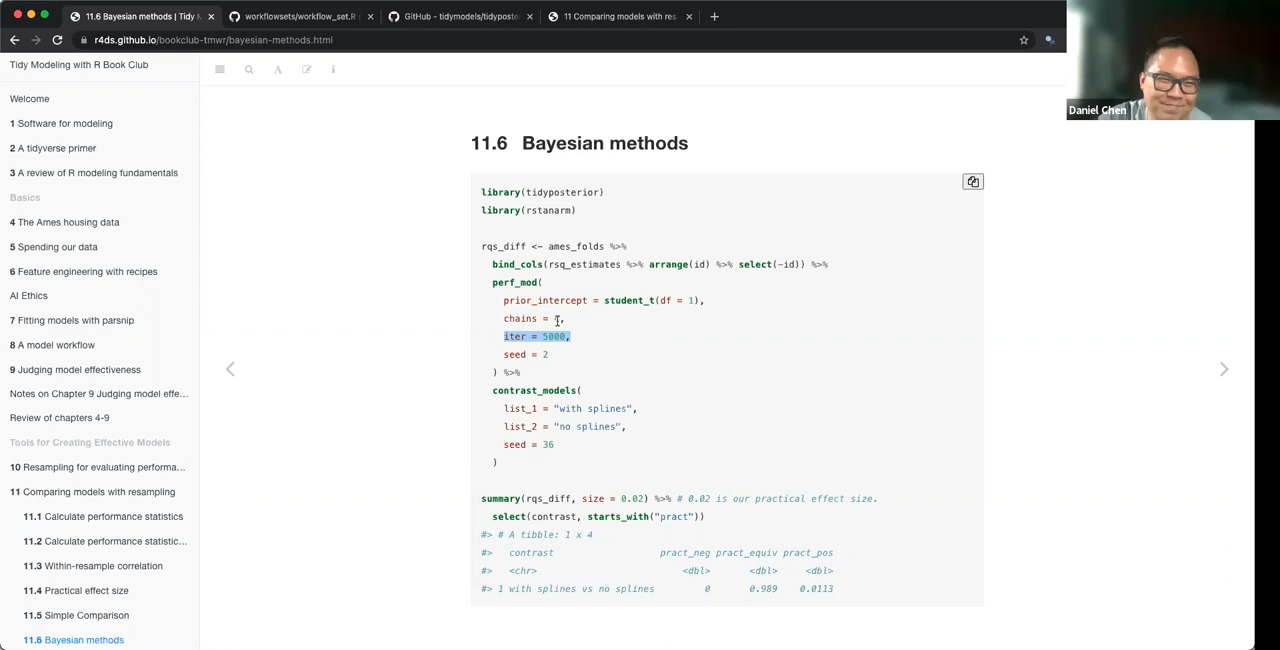 11.6 Bayesian methods | Tidy M
workflowsets/workflow_set.R a
GitHub - tidymodels/tidyposte
11 Comparing models with res
r4ds.github.io/bookclub-tmwr/bayesian-methods.html
Daniel Chen
Tidy Modeling with R Book Club
Welcome
1 Software for modeling
2 A tidyverse primer
3 A review of R modeling fundamentals
Basics
4 The Ames housing data
5 Spending our data
6 Feature engineering with recipes
AI Ethics
7 Fitting models with parsnip
8 A model workflow
9 Judging model effectiveness
Notes on Chapter 9 Judging model effe…
Review of chapters 4-9
Tools for Creating Effective Models
10 Resampling for evaluating performa…
11 Comparing models with resampling
11.1 Calculate performance statistics
11.2 Calculate performance statistic…
11.3 Within-resample correlation
11.4 Practical effect size
11.5 Simple Comparison
11.6 Bayesian methods
11.6 Bayesian methods
library(tidyposterior)
library(rstanarm)
rqs_diff <- ames_folds %>%
bind_cols(rsq_estimates %>% arrange(id) %>% select(-id)) %>%
perf_mod(
prior_intercept = student_t(df = 1),
chains = ,
iter = 5000,
seed = 2
) %>%
contrast_models(
list_1 = "with splines",
list_2 = "no splines",
seed = 36
)
summary(rqs_diff, size = 0.02) %>% # 0.02 is our practical effect size.
select(contrast, starts_with("pract"))
#> # A tibble: 1 x 4
#> contrast pract_neg pract_equiv pract_pos
#> <chr> <dbl> <dbl> <dbl>
#> 1 with splines vs no splines 0 0.989 0.0113